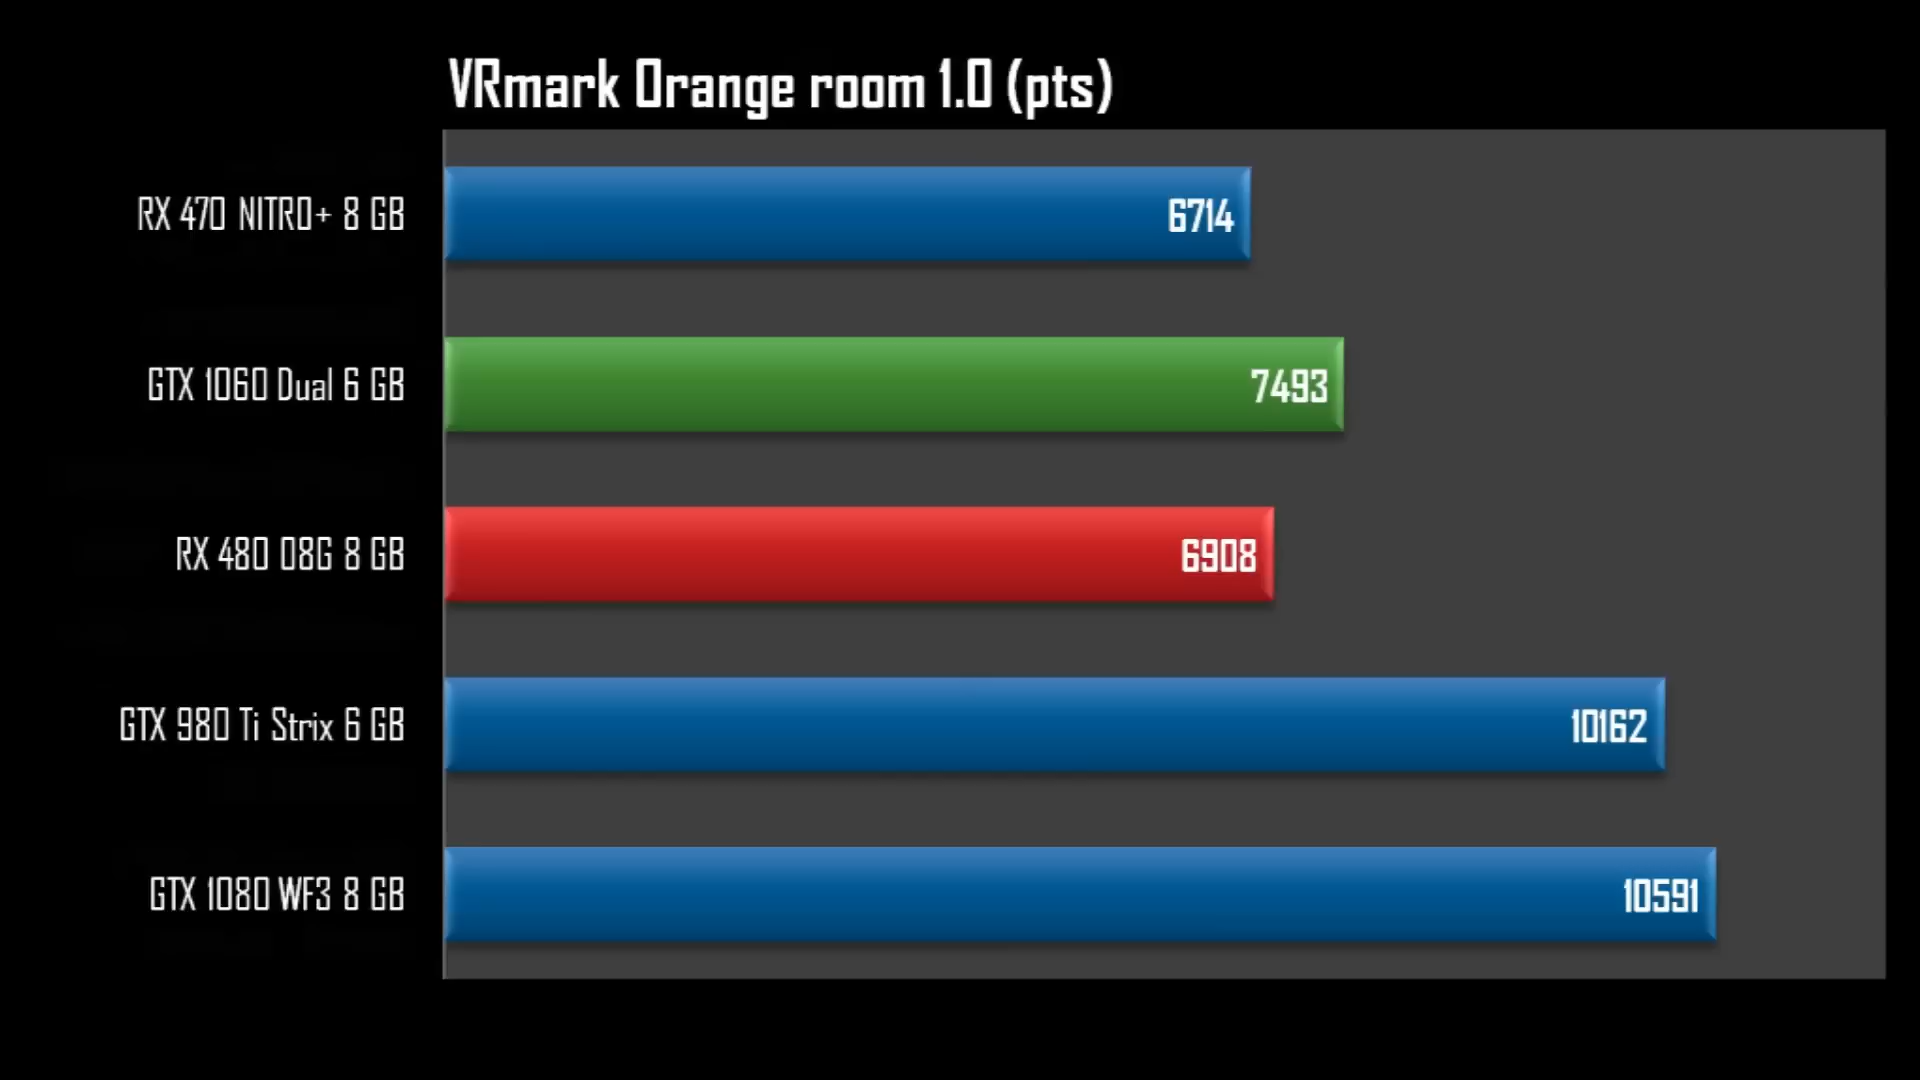 VRmark Orange room 1.0 (pts)
RX 470 NITRO+ 8 GB 6714
GTX 1060 Dual 6 GB 7493
RX 480 08G 8 GB 6908
GTX 980 Ti Strix 6 GB 10162
GTX 1080 WF3 8 GB 10591